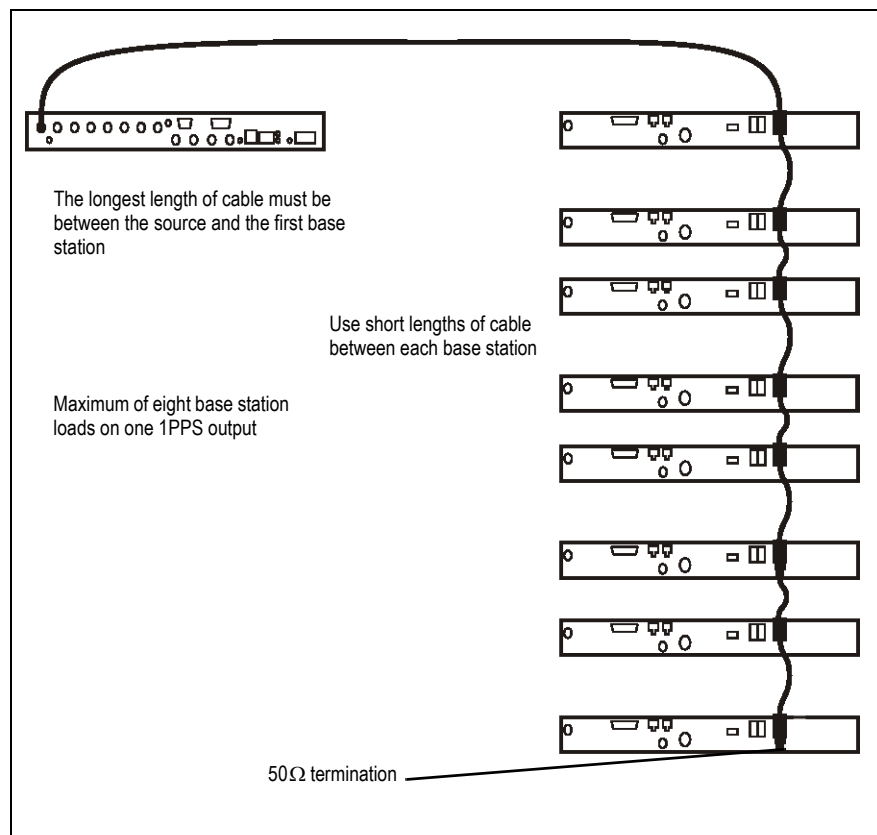 The longest length of cable must be
between the source and the first base
station
Use short lengths of cable
between each base station
Maximum of eight base station
loads on one 1PPS output
50Ω termination